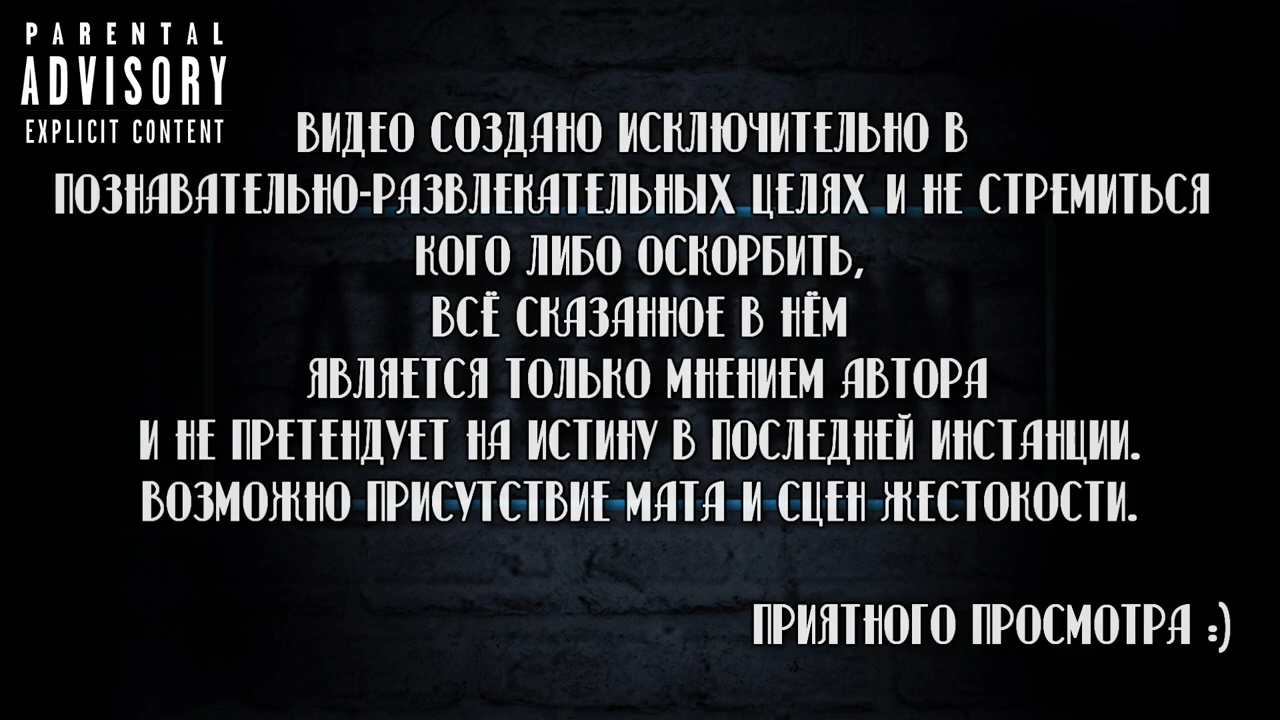 PARENTAL
ADVISORY
EXPLICIT CONTENT
ВИДЕО СОЗДАНО ИСКЛЮЧИТЕЛЬНО В
ПОЗНАВАТЕЛЬНО-РАЗВЛЕКАТЕЛЬНЫХ ЦЕЛЯХ И НЕ СТРЕМИТЬСЯ
КОГО ЛИБО ОСКОРБИТЬ,
ВСЁ СКАЗАННОЕ В НЁМ
ЯВЛЯЕТСЯ ТОЛЬКО МНЕНИЕМ АВТОРА
И НЕ ПРЕТЕНДУЕТ НА ИСТИНУ В ПОСЛЕДНЕЙ ИНСТАНЦИИ.
ВОЗМОЖНО ПРИСУТСТВИЕ МАТА И СЦЕН ЖЕСТОКОСТИ.
ПРИЯТНОГО ПРОСМОТРА :)